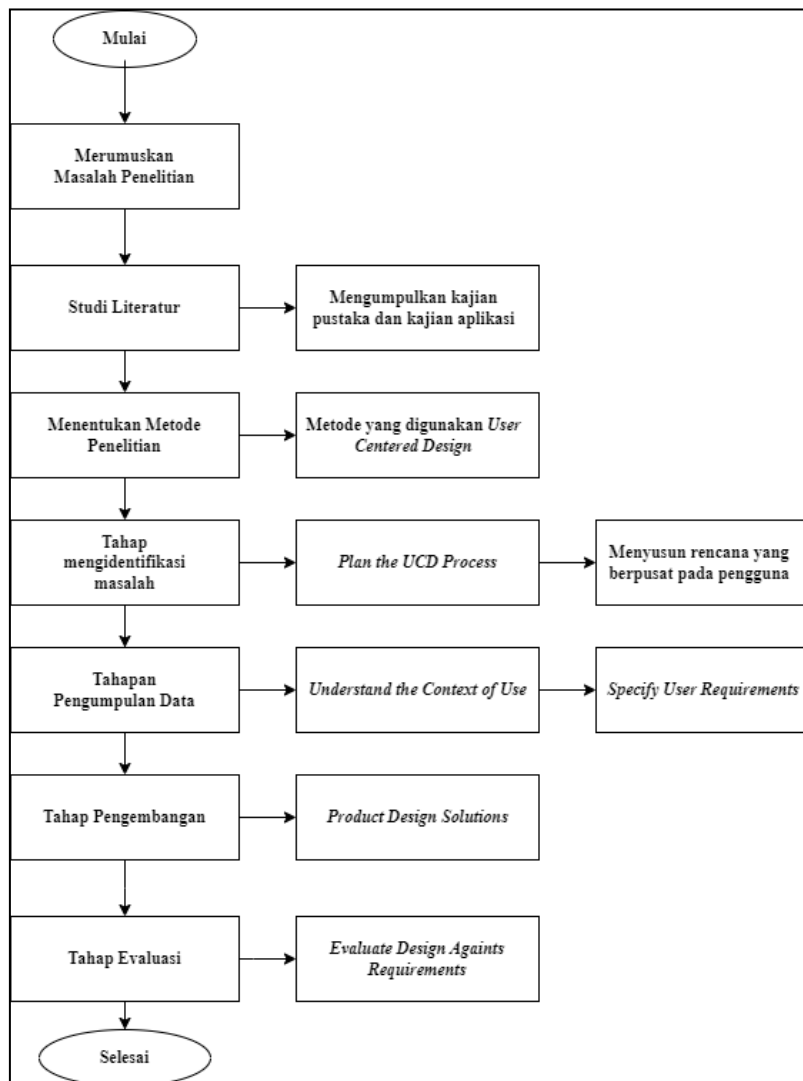 Mulai
Merumuskan
Masalah Penelitian
Studi Literatur
Mengumpulkan kajian
pustaka dan kajian aplikasi
Menentukan Metode
Penelitian
Metode yang digunakan User
Centered Design
Tahap
mengidentifikasi
masalah
Plan the UCD Process
Menyusun rencana yang
berpusat pada pengguna
Tahapan
Pengumpulan Data
Understand the Context of Use
Specify User Requirements
Tahap Pengembangan
Product Design Solutions
Tahap Evaluasi
Evaluate Design Againts
Requirements
Selesai